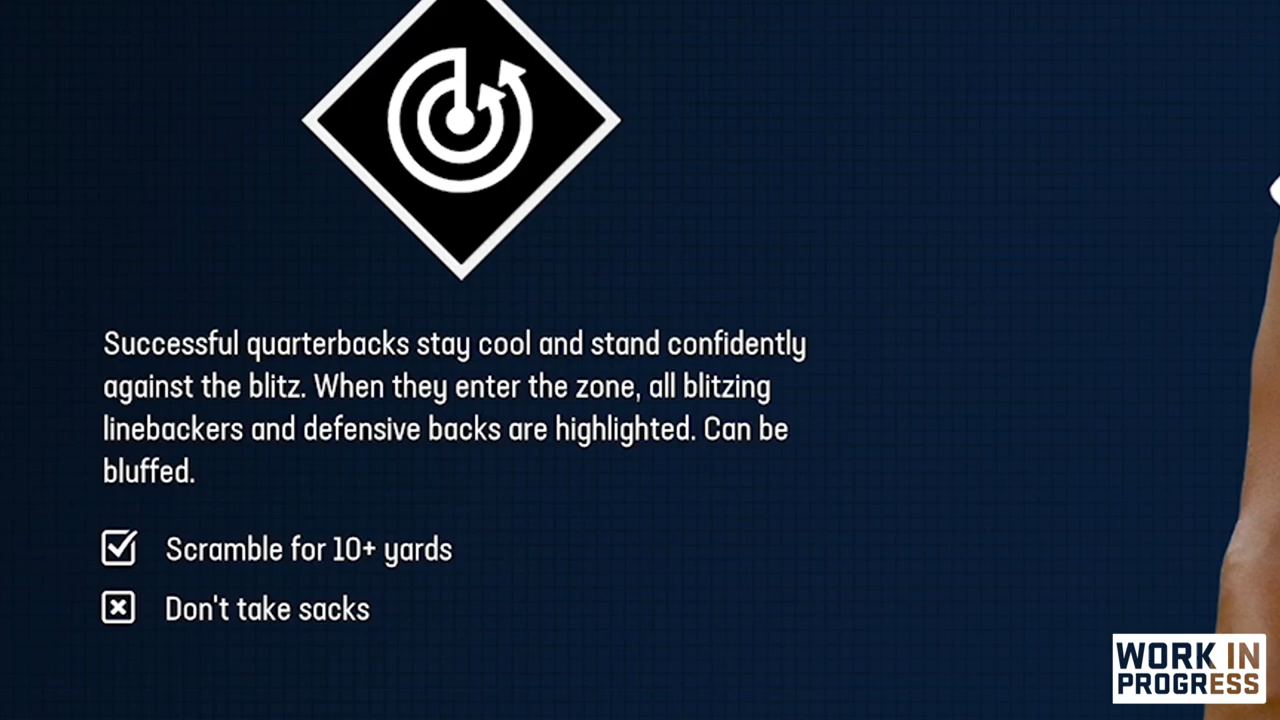 Successful quarterbacks stay cool and stand confidently
against the blitz. When they enter the zone, all blitzing
linebackers and defensive backs are highlighted. Can be
bluffed.
Scramble for 10+ yards
Don't take sacks
WORK IN
PROGRESS